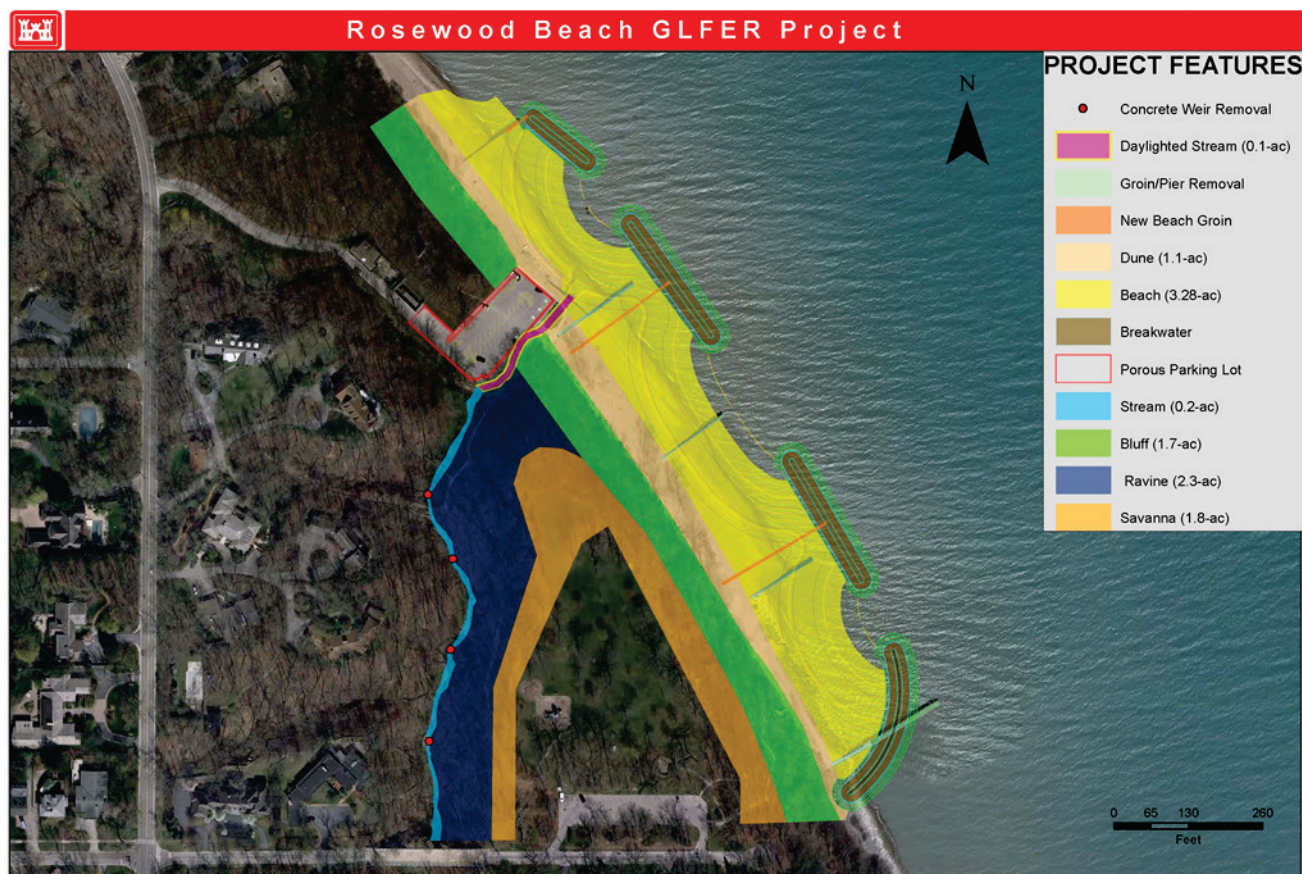 Rosewood Beach GLFER Project
PROJECT FEATURES
Concrete Weir Removal
Daylighted Stream (0.1-ac)
Groin/Pier Removal
New Beach Groin
Dune (1.1-ac)
Beach (3.28-ac)
Breakwater
Porous Parking Lot
Stream (0.2-ac)
Bluff (1.7-ac)
Ravine (2.3-ac)
Savanna (1.8-ac)
N
0 65 130 260
Feet